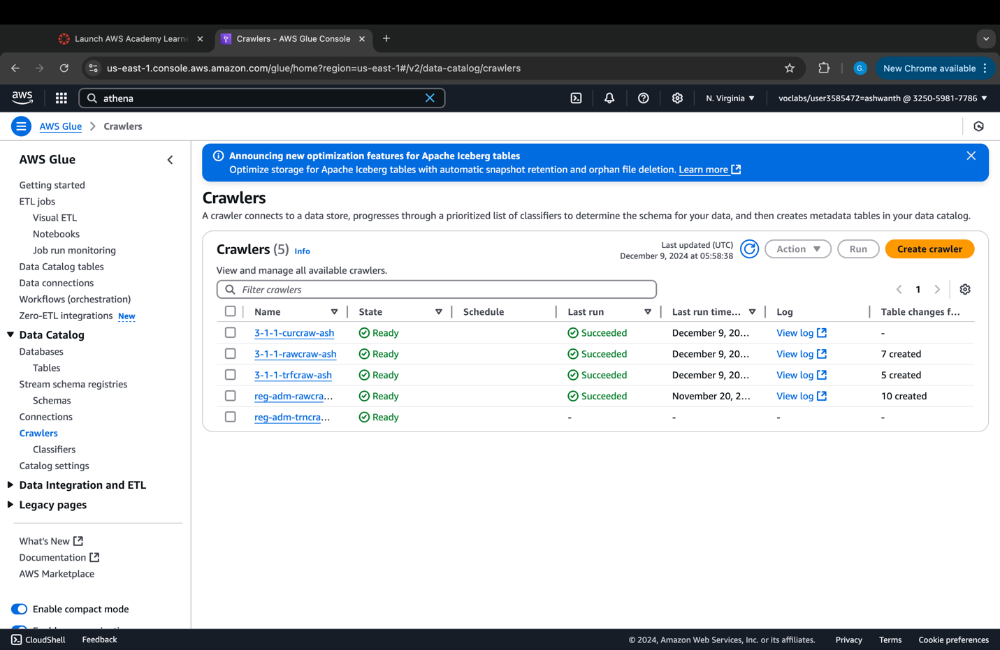 Launch AWS Academy Learne
Crawlers - AWS Glue Console
us-east-1.console.aws.amazon.com/glue/home?region=us-east-1#/v2/data-catalog/crawlers
G.
New Chrome available
aws
athena
N. Virginia
voclabs/user3585472=ashwanth @ 3250-5981-7786
AWS Glue
Crawlers
AWS Glue
Getting started
ETL jobs
Visual ETL
Notebooks
Job run monitoring
Data Catalog tables
Data connections
Workflows (orchestration)
Zero-ETL integrations New
Data Catalog
Databases
Tables
Stream schema registries
Schemas
Connections
Crawlers
Classifiers
Catalog settings
Data Integration and ETL
Legacy pages
What's New
Documentation
AWS Marketplace
Enable compact mode
Announcing new optimization features for Apache Iceberg tables
Optimize storage for Apache Iceberg tables with automatic snapshot retention and orphan file deletion. Learn more
Crawlers
A crawler connects to a data store, progresses through a prioritized list of classifiers to determine the schema for your data, and then creates metadata tables in your data catalog.
Crawlers (5) Info
View and manage all available crawlers.
Last updated (UTC)
December 9, 2024 at 05:58:38
Action
Run
Create crawler
Filter crawlers
1
Name State Schedule Last run Last run time... Log Table changes f...
3-1-1-curcraw-ash Ready Succeeded December 9, 20... View log -
3-1-1-rawcraw-ash Ready Succeeded December 9, 20... View log 7 created
3-1-1-trfcraw-ash Ready Succeeded December 9, 20... View log 5 created
reg-adm-rawcra... Ready Succeeded November 20, 2... View log 10 created
reg-adm-trncra... Ready - - - -
CloudShell
Feedback
© 2024, Amazon Web Services, Inc. or its affiliates.
Privacy
Terms
Cookie preferences